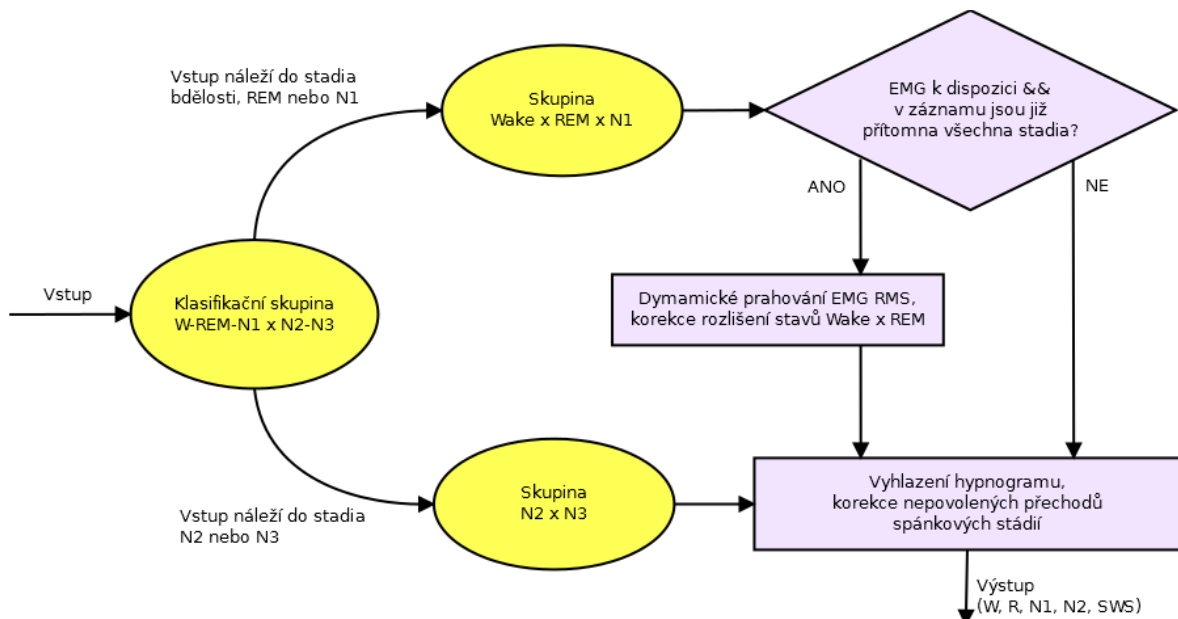 Vstup náleží do stadia
bdělosti, REM nebo N1
Skupina
Wake x REM x N1
EMG k dispozici &&
v záznamu jsou již
přítomna všechna stadia?
ANO
NE
Vstup
Klasifikační skupina
W-REM-N1 x N2-N3
Dymamické prahování EMG RMS,
korekce rozlišení stavů Wake x REM
Vstup náleží do stadia
N2 nebo N3
Skupina
N2 x N3
Vyhlazení hypnogramu,
korekce nepovolených přechodů
spánkových stádií
Výstup
(W, R, N1, N2, SWS)